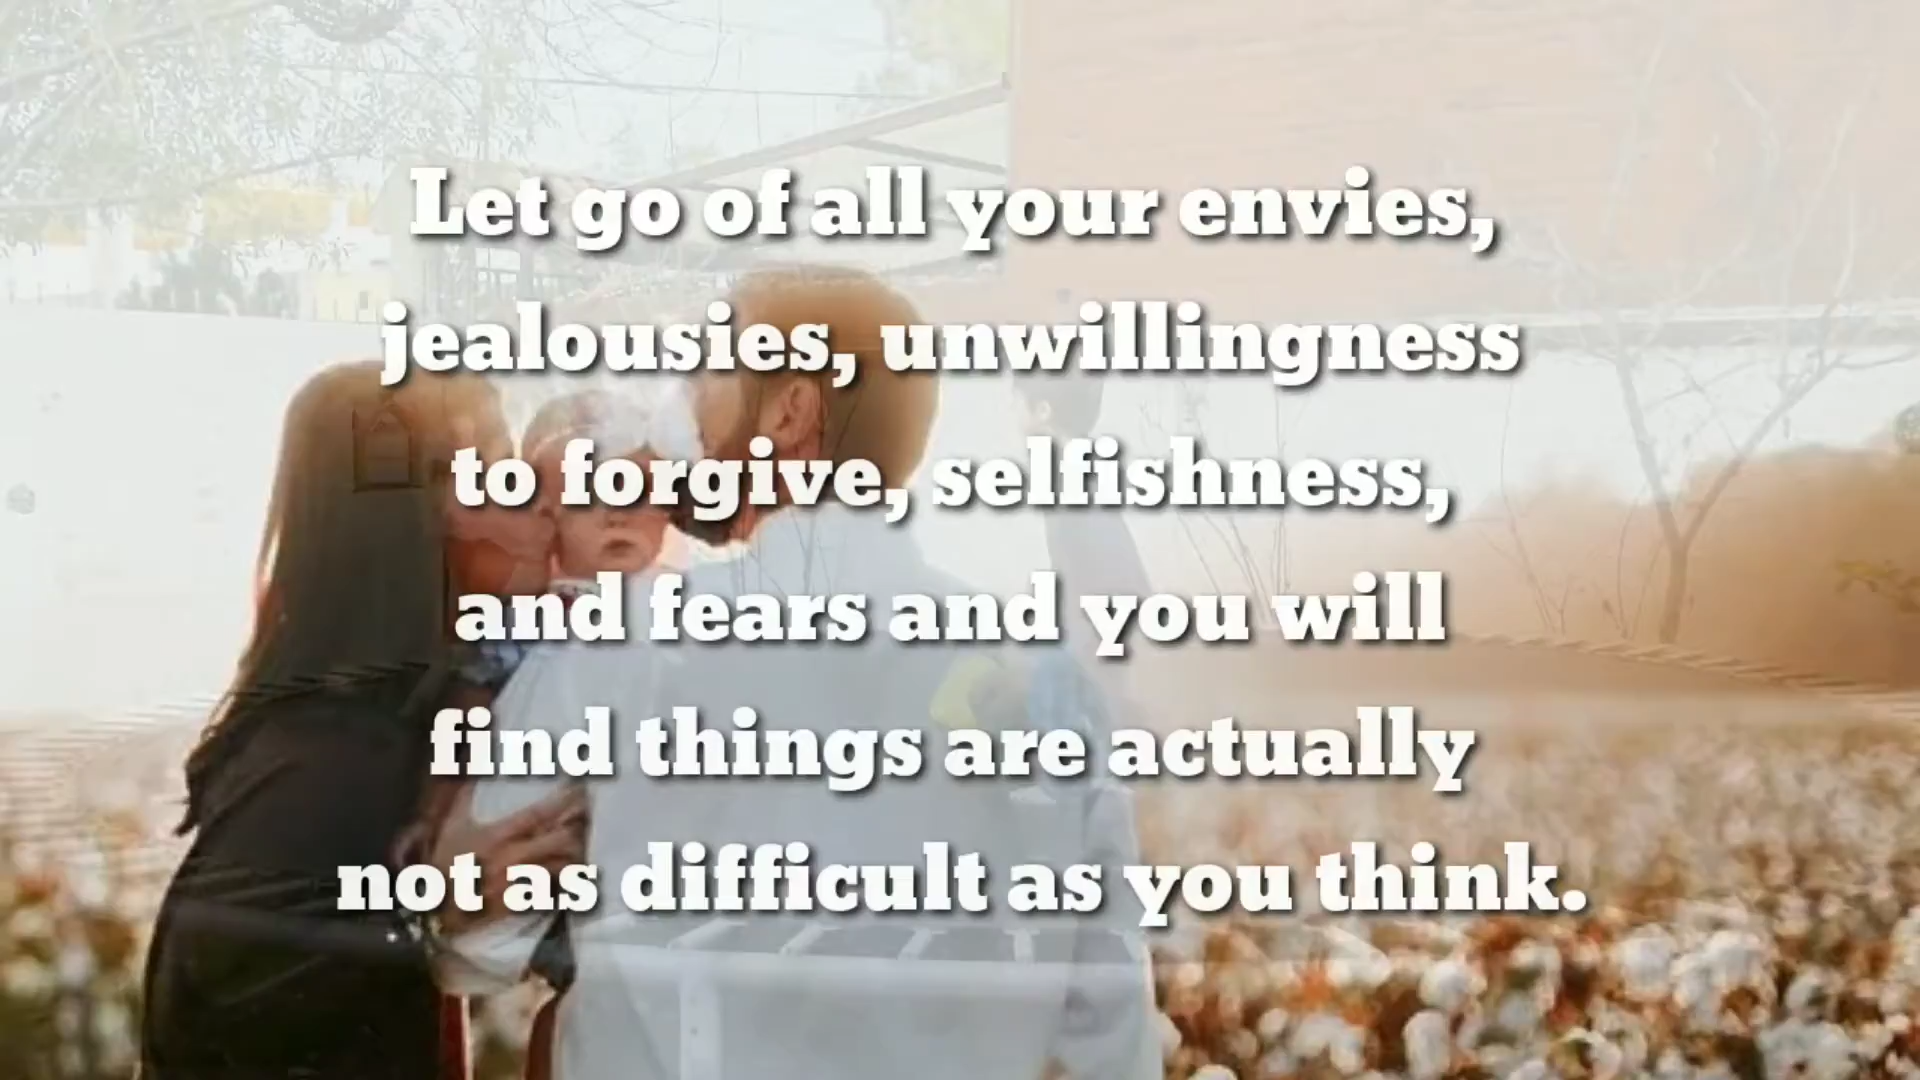 Let go of all your envies,
jealousies, unwillingness
to forgive, selfishness,
and fears and you will
find things are actually
not as difficult as you think.